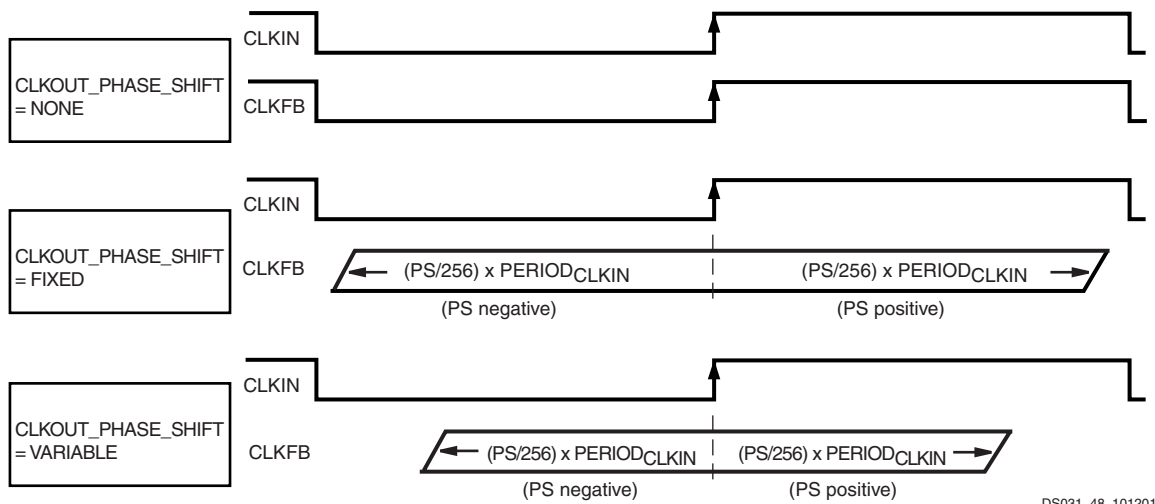 CLKIN
CLKOUT_PHASE_SHIFT
= NONE
CLKFB
CLKIN
CLKOUT_PHASE_SHIFT
= FIXED
CLKFB
(PS/256) x PERIODCLKIN
(PS/256) x PERIODCLKIN
(PS negative)
(PS positive)
CLKIN
CLKOUT_PHASE_SHIFT
= VARIABLE
CLKFB
(PS/256) x PERIODCLKIN
(PS/256) x PERIODCLKIN
(PS negative)
(PS positive)
DS031_48_101201